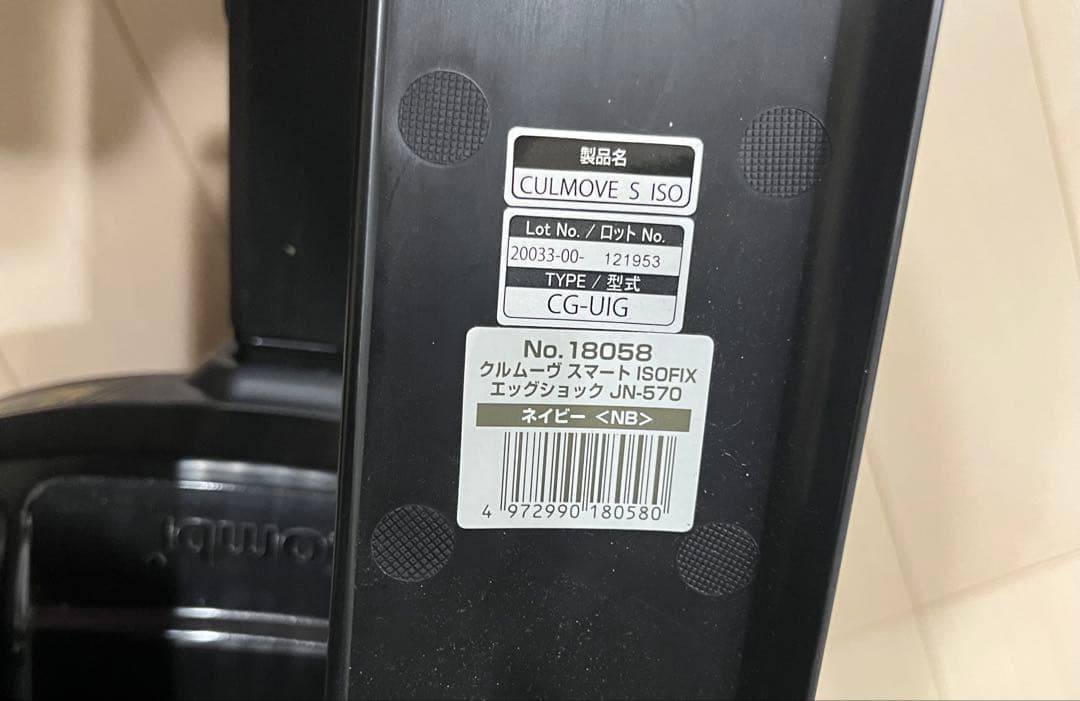 製品名
CULMOVE S ISO
Lot No. / ロット No.
20033-00- 121953
TYPE / 型式
CG-UIG
No.18058
クルムーヴ スマート ISOFIX
エッグショック JN-570
ネイビー <NB>
4 972990 180580
combi